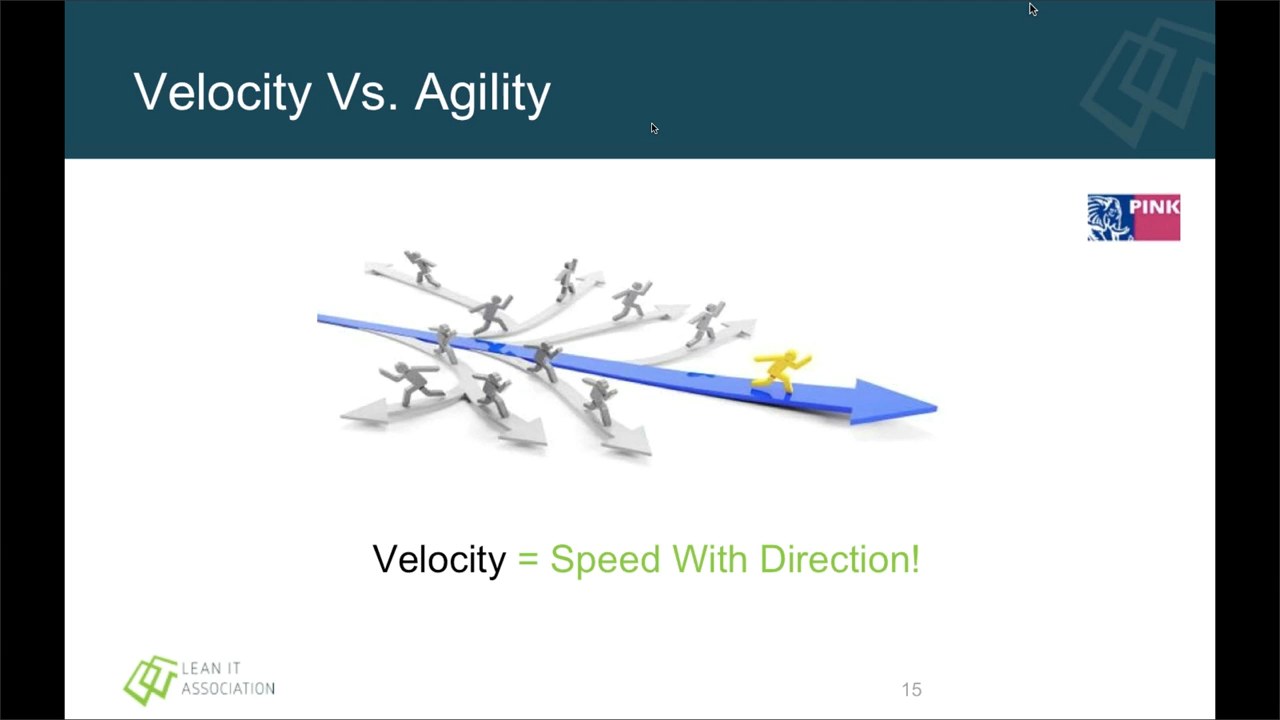 Velocity Vs. Agility
PINK
Velocity = Speed With Direction!
LEAN IT
ASSOCIATION
15